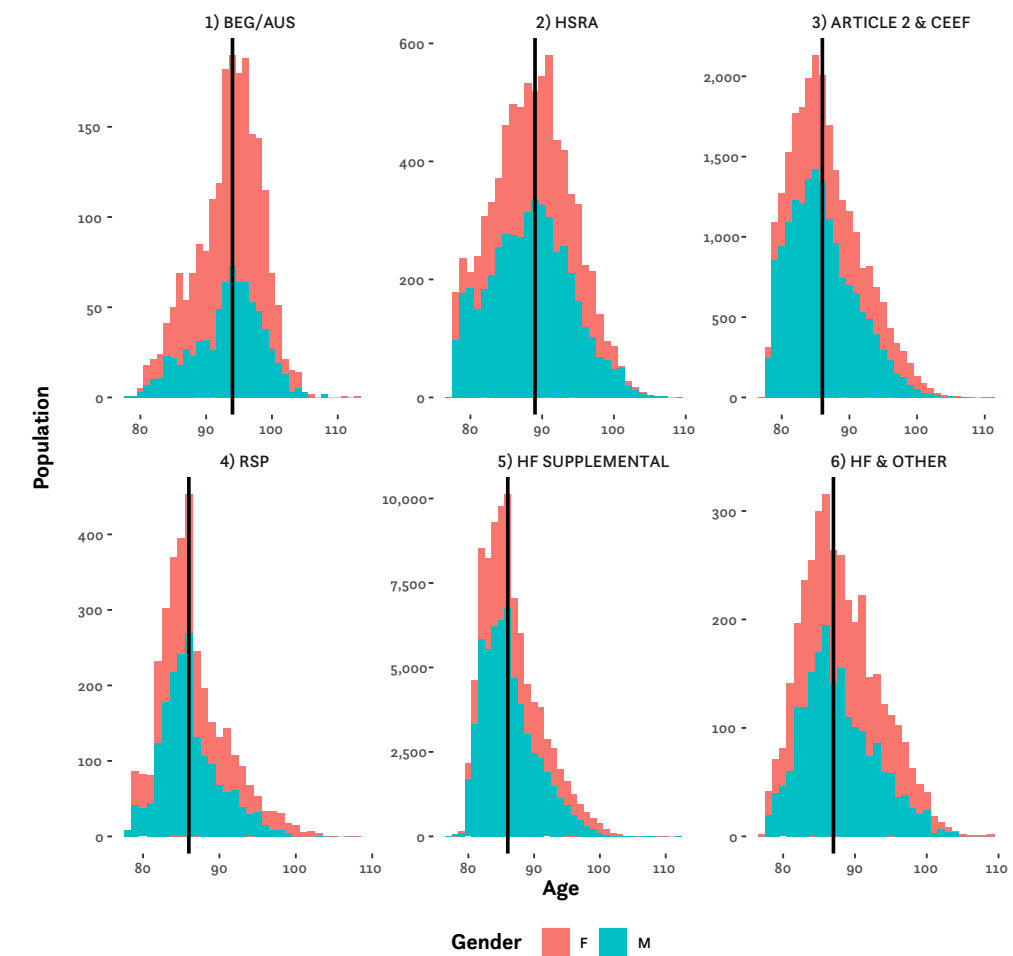 1) BEG/AUS
2) HSRA
3) ARTICLE 2 & CEEF
150
100
50
0
80 90 100 110
600
400
200
0
80 90 100 110
2,000
1,500
1,000
500
0
80 90 100 110
Population
4) RSP
5) HF SUPPLEMENTAL
6) HF & OTHER
400
300
200
100
0
80 90 100 110
10,000
7,500
5,000
2,500
0
80 90 100 110
300
200
100
0
80 90 100 110
Age
Gender F M